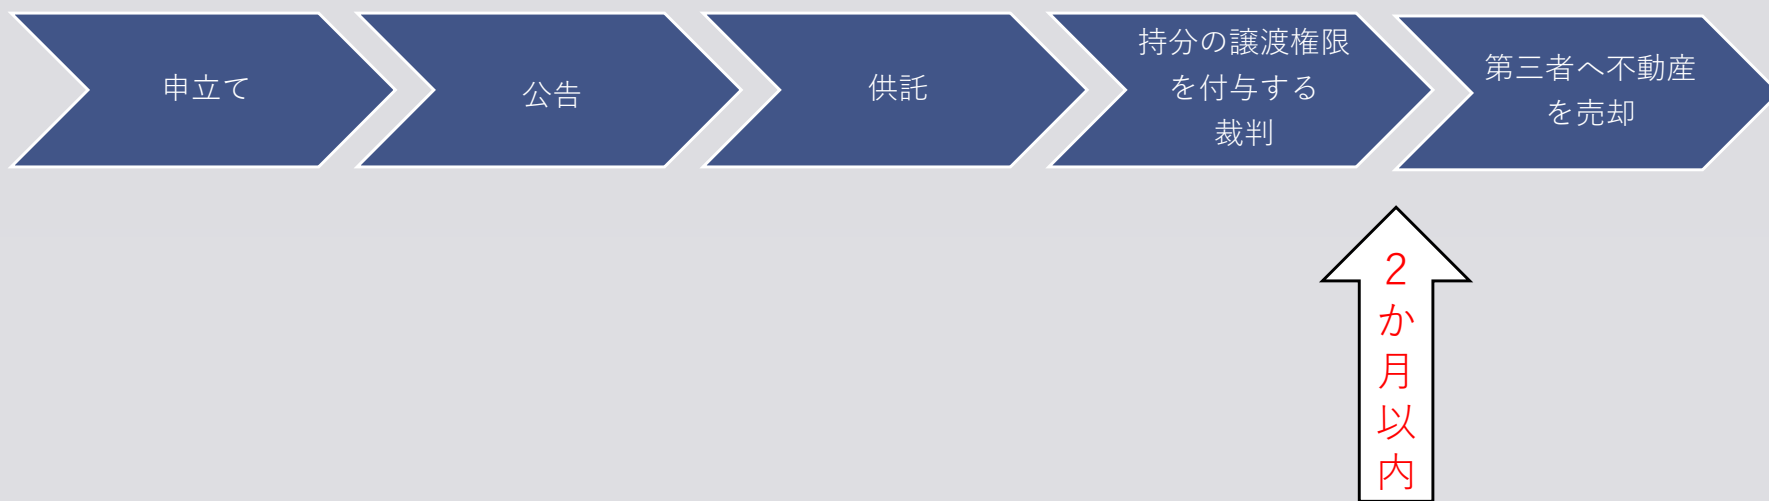 申立て
公告
供託
持分の譲渡権限
を付与する
裁判
第三者へ不動産
を売却
2か月以内